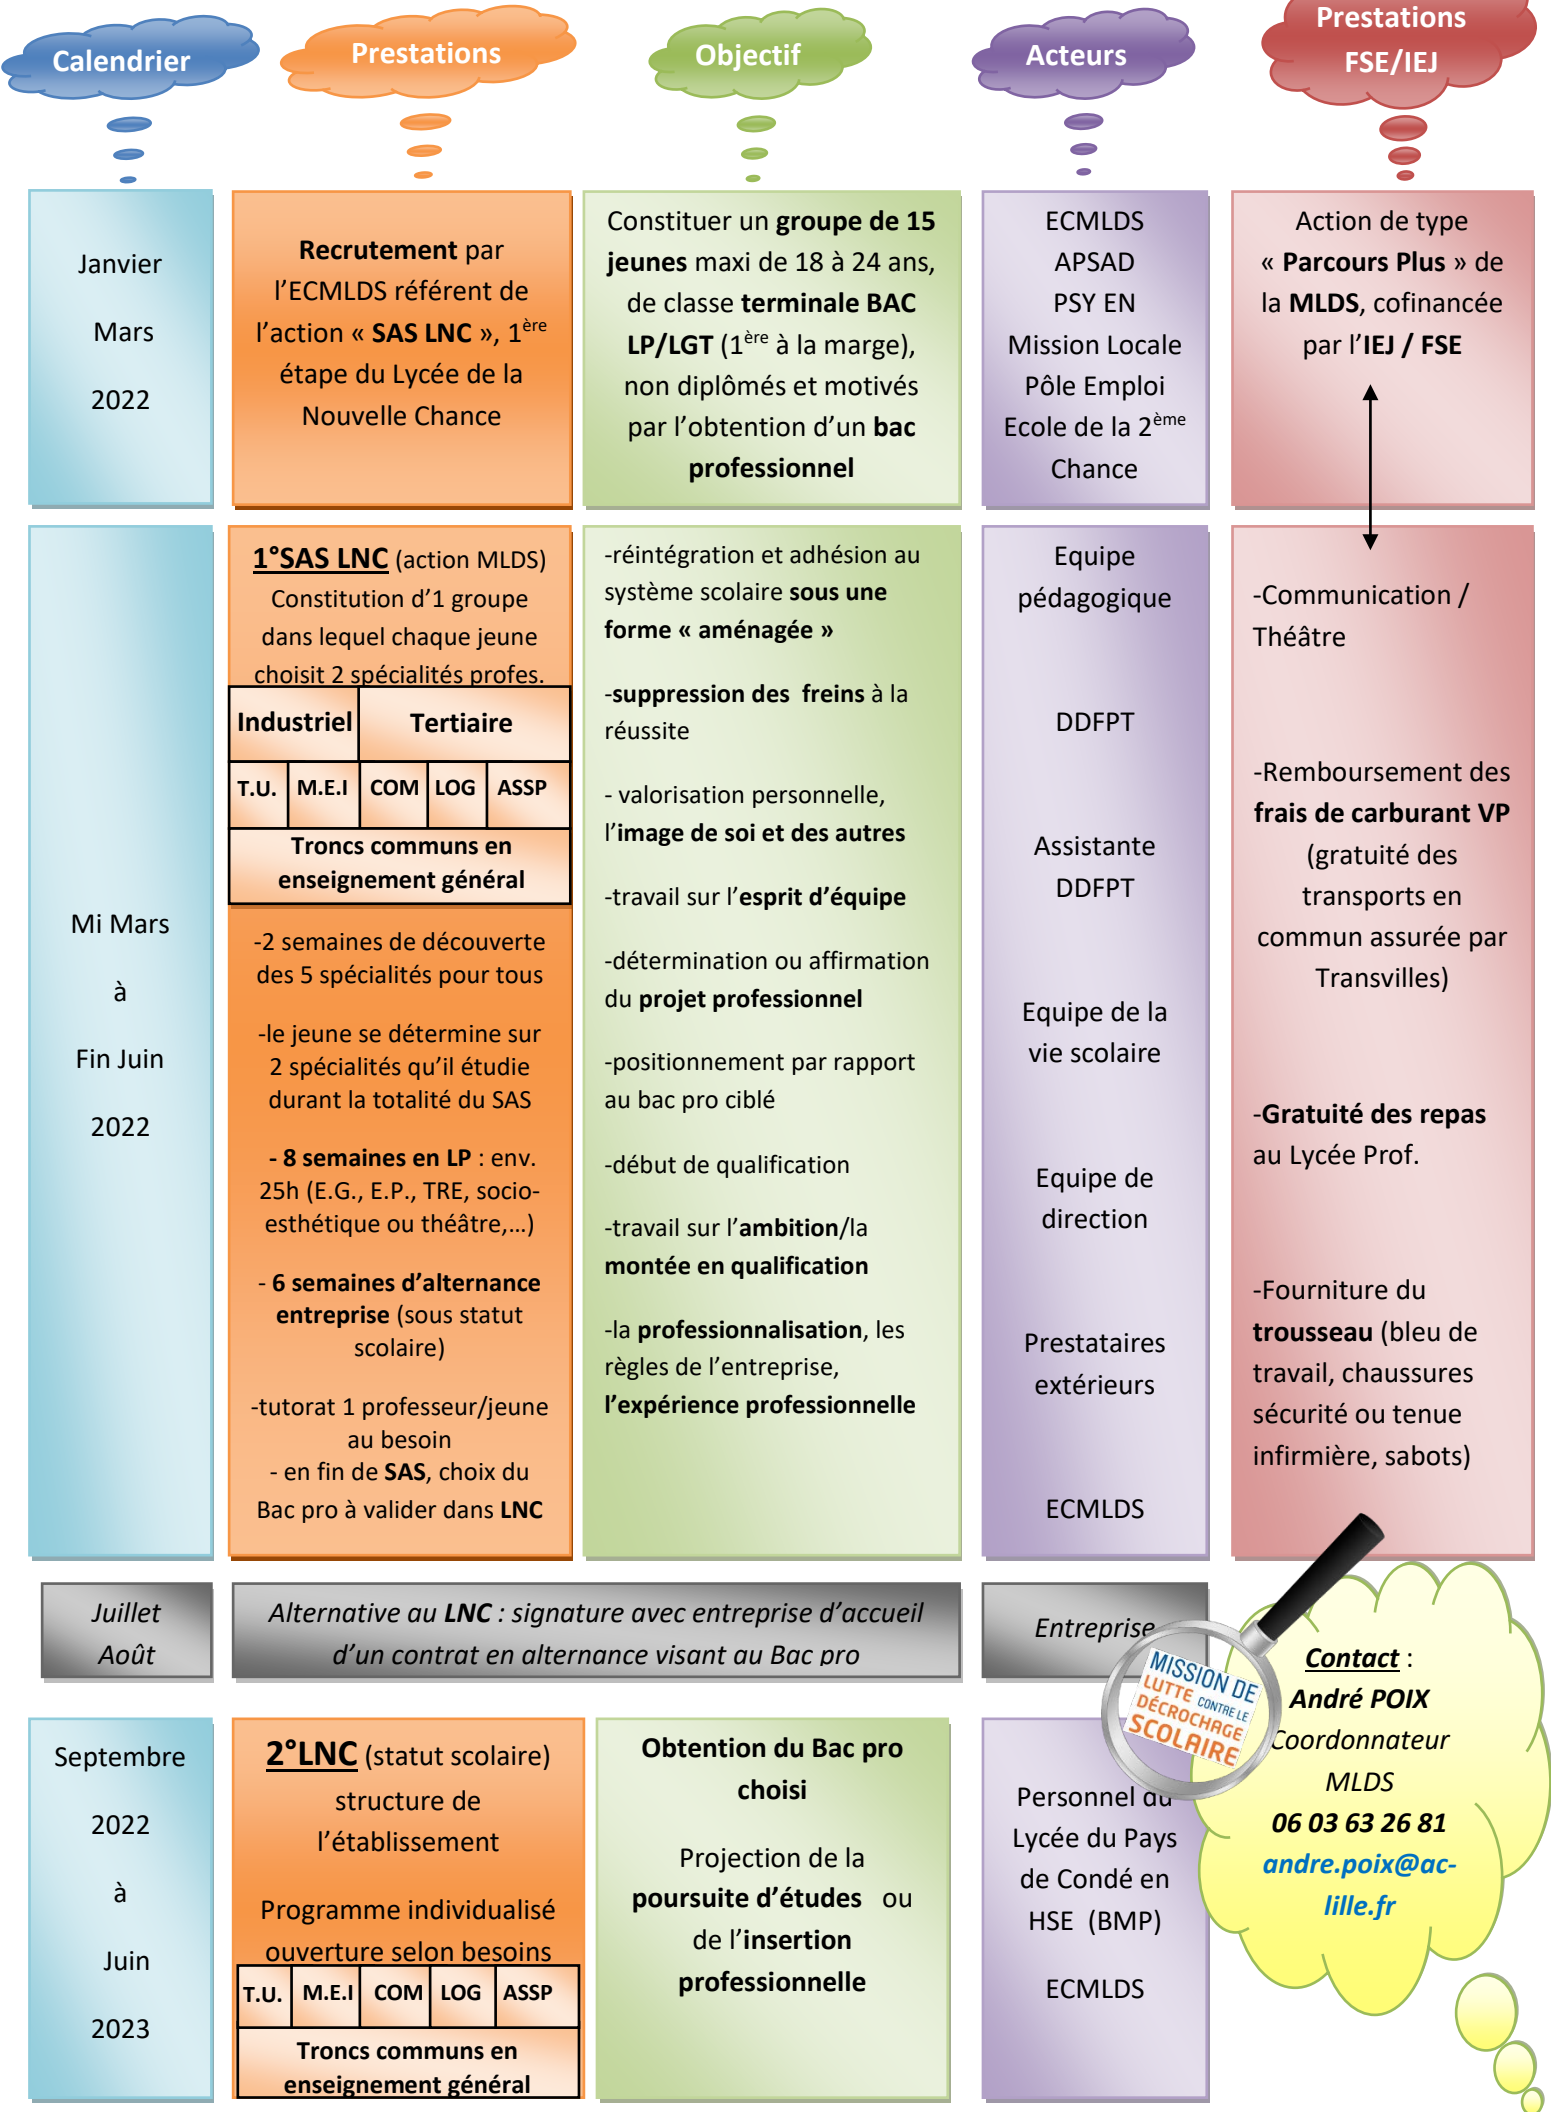 Calendrier
Prestations
Objectif
Acteurs
Prestations
FSE/IEJ
Janvier
Mars
2022
Recrutement par
l’ECMLDS référent de
l’action « SAS LNC », 1ère
étape du Lycée de la
Nouvelle Chance
Constituer un groupe de 15
jeunes maxi de 18 à 24 ans,
de classe terminale BAC
LP/LGT (1ère à la marge),
non diplômés et motivés
par l’obtention d’un bac
professionnel
ECMLDS
APSAD
PSY EN
Mission Locale
Pôle Emploi
Ecole de la 2ème
Chance
Action de type
« Parcours Plus » de
la MLDS, cofinancée
par l’IEJ / FSE
Mi Mars
à
Fin Juin
2022
1°SAS LNC (action MLDS)
Constitution d’1 groupe
dans lequel chaque jeune
choisit 2 spécialités profes.
Industriel Tertiaire
T.U. M.E.I COM LOG ASSP
Troncs communs en
enseignement général
-2 semaines de découverte
des 5 spécialités pour tous
-le jeune se détermine sur
2 spécialités qu’il étudie
durant la totalité du SAS
- 8 semaines en LP : env.
25h (E.G., E.P., TRE, socio-
esthétique ou théâtre,…)
- 6 semaines d’alternance
entreprise (sous statut
scolaire)
-tutorat 1 professeur/jeune
au besoin
- en fin de SAS, choix du
Bac pro à valider dans LNC
-réintégration et adhésion au
système scolaire sous une
forme « aménagée »
-suppression des freins à la
réussite
- valorisation personnelle,
l’image de soi et des autres
-travail sur l’esprit d’équipe
-détermination ou affirmation
du projet professionnel
-positionnement par rapport
au bac pro ciblé
-début de qualification
-travail sur l’ambition/la
montée en qualification
-la professionnalisation, les
règles de l’entreprise,
l’expérience professionnelle
Equipe
pédagogique
DDFPT
Assistante
DDFPT
Equipe de la
vie scolaire
Equipe de
direction
Prestataires
extérieurs
ECMLDS
-Communication /
Théâtre
-Remboursement des
frais de carburant VP
(gratuité des
transports en
commun assurée par
Transvilles)
-Gratuité des repas
au Lycée Prof.
-Fourniture du
trousseau (bleu de
travail, chaussures
sécurité ou tenue
infirmière, sabots)
Juillet
Août
Alternative au LNC : signature avec entreprise d’accueil
d’un contrat en alternance visant au Bac pro
Entreprise
MISSION DE
LUTTE CONTRE LE
DÉCROCHAGE
SCOLAIRE
Contact :
André POIX
Coordonnateur
MLDS
06 03 63 26 81
andre.poix@ac-
lille.fr
Septembre
2022
à
Juin
2023
2°LNC (statut scolaire)
structure de
l’établissement
Programme individualisé
ouverture selon besoins
T.U. M.E.I COM LOG ASSP
Troncs communs en
enseignement général
Obtention du Bac pro
choisi
Projection de la
poursuite d’études ou
de l’insertion
professionnelle
Personnel du
Lycée du Pays
de Condé en
HSE (BMP)
ECMLDS